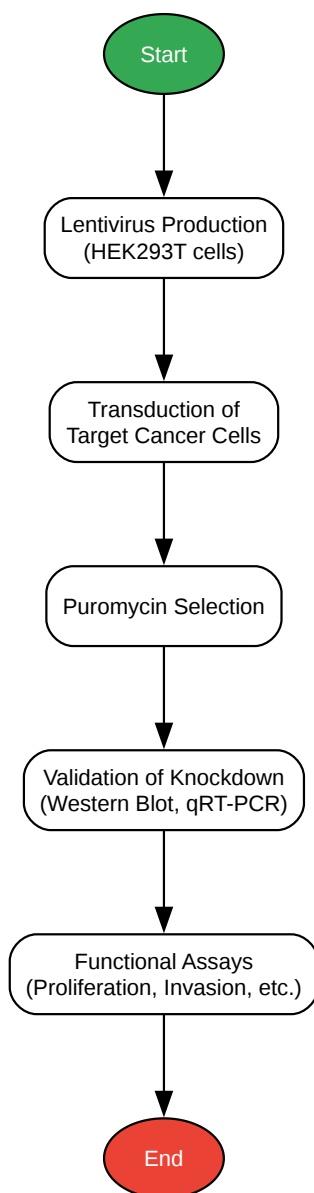 Start
Lentivirus Production
(HEK293T cells)
Transduction of
Target Cancer Cells
Puromycin Selection
Validation of Knockdown
(Western Blot, qRT-PCR)
Functional Assays
(Proliferation, Invasion, etc.)
End